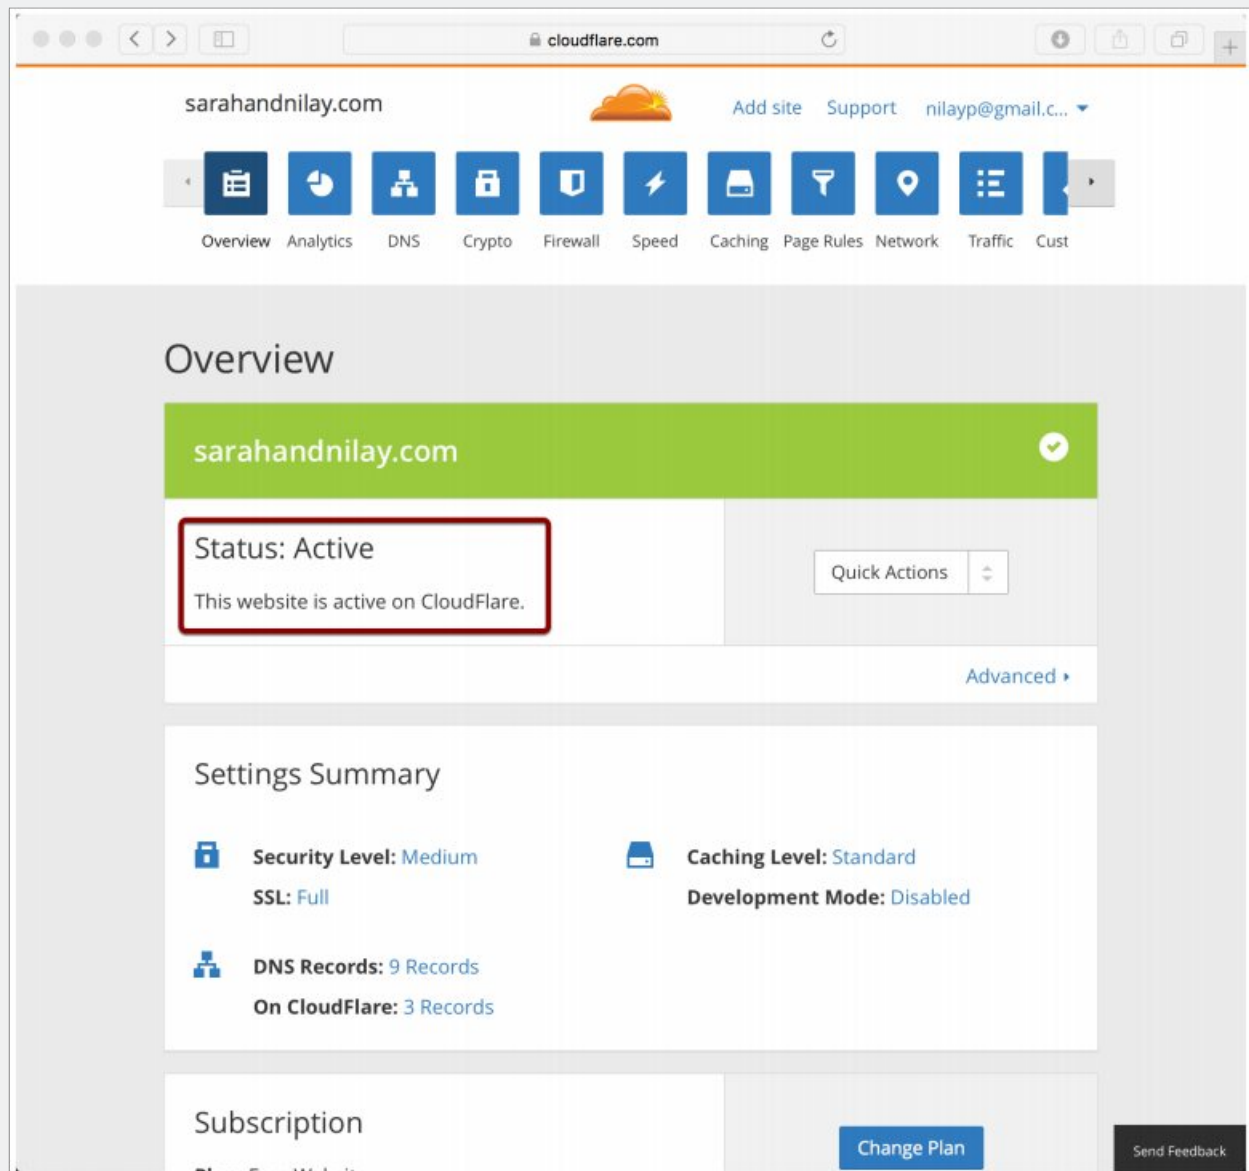 cloudflare.com
sarahandnilay.com
Add site Support nilayp@gmail.c...
Overview Analytics DNS Crypto Firewall Speed Caching Page Rules Network Traffic Cust
Overview
sarahandnilay.com
Status: Active
Quick Actions
This website is active on CloudFlare.
Advanced
Settings Summary
Security Level: Medium
SSL: Full
Caching Level: Standard
Development Mode: Disabled
DNS Records: 9 Records
On CloudFlare: 3 Records
Subscription
Change Plan
Send Feedback